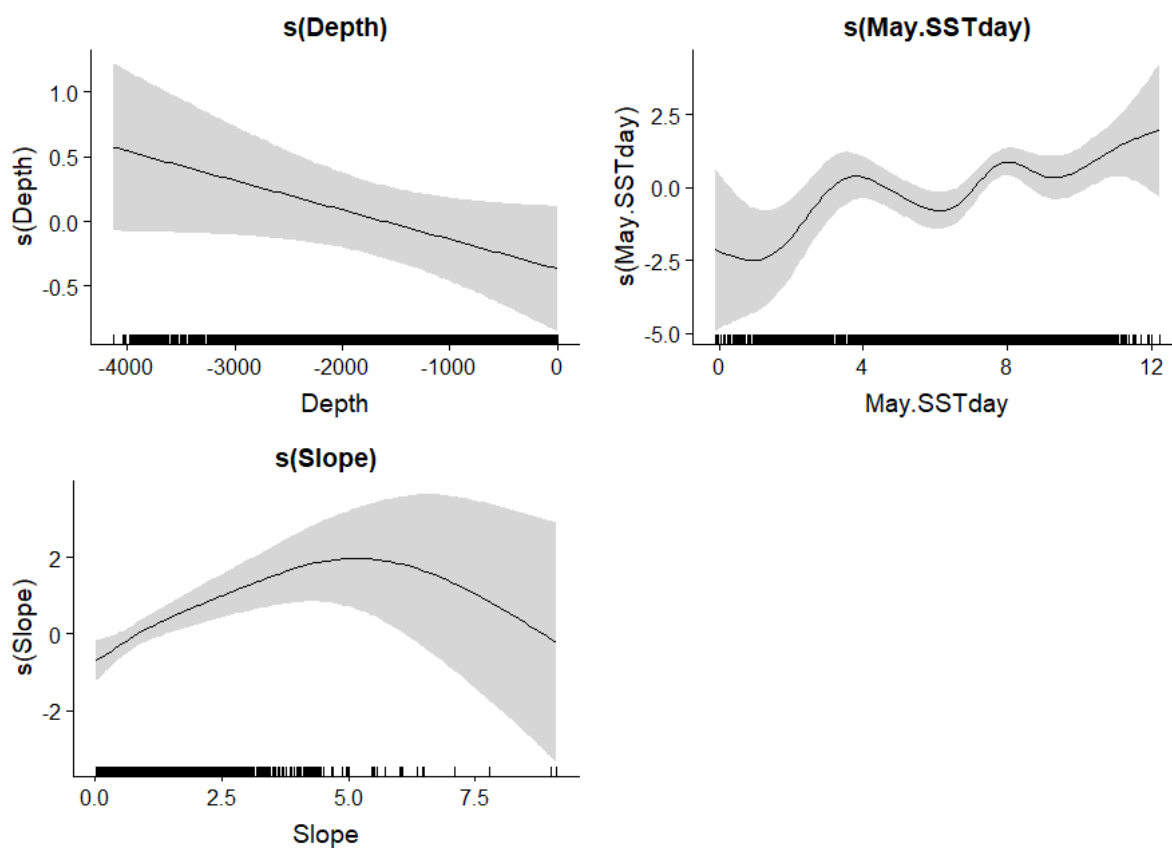 s(Depth)
s(Depth)
1.0
0.5
0.0
-0.5
-4000 -3000 -2000 -1000 0
Depth
s(May.SSTday)
s(May.SSTday)
2.5
0.0
-2.5
-5.0
0 4 8 12
May.SSTday
s(Slope)
s(Slope)
2
0
-2
0.0 2.5 5.0 7.5
Slope